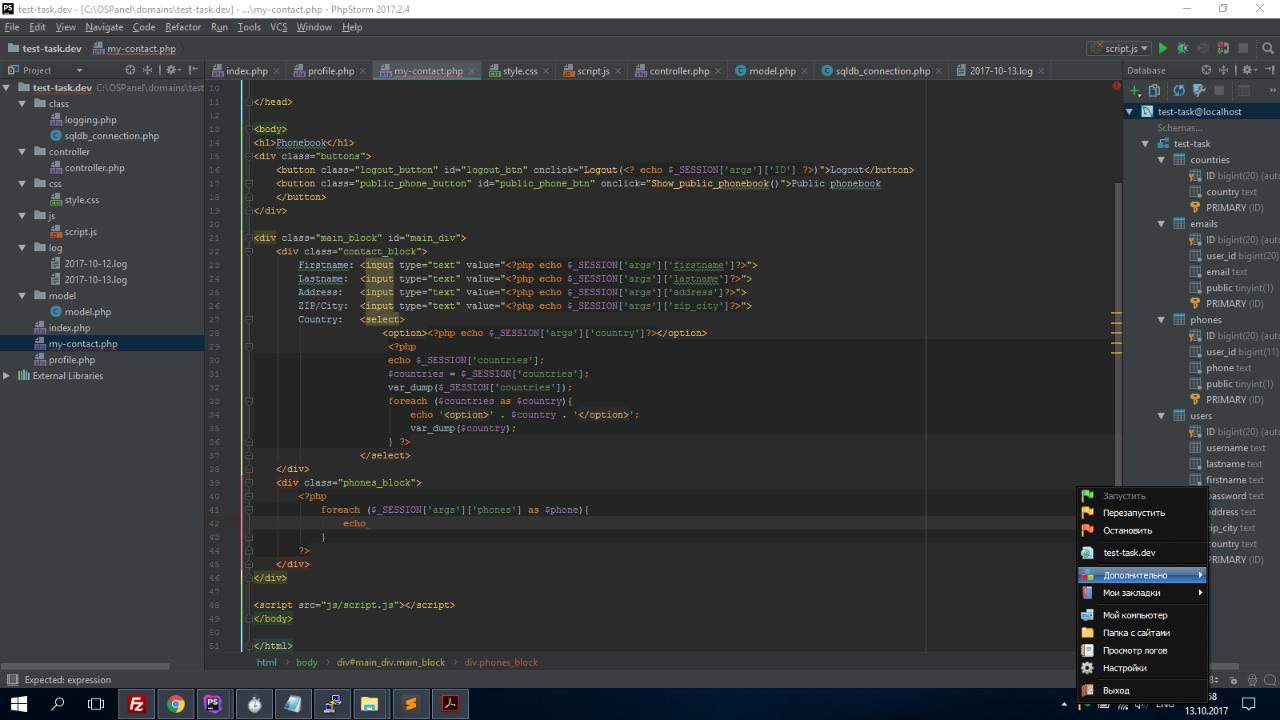 test-task.dev - [C:\OSPanel\domains\test-task.dev] - ...\my-contact.php - PhpStorm 2017.2.4
File Edit View Navigate Code Refactor Run Tools VCS Window Help
test-task.dev my-contact.php script.js
Project index.php profile.php my-contact.php style.css script.js controller.php model.php sqldb_connection.php 2017-10-13.log Database
test-task.dev C:\OSPanel\domains\test-t
class
logging.php
sqldb_connection.php
controller
controller.php
css
style.css
js
script.js
log
2017-10-12.log
2017-10-13.log
model
model.php
index.php
my-contact.php
profile.php
External Libraries
10
11 </head>
12
13 <body>
14 <h1>Phonebook</h1>
15 <div class="buttons">
16 <button class="logout_button" id="logout_btn" onclick="Logout(<? echo $_SESSION['args']['ID'] ?>)">Logout</button>
17 <button class="public_phone_button" id="public_phone_btn" onclick="Show_public_phonebook()">Public phonebook
18 </button>
19 </div>
20
21 <div class="main_block" id="main_div">
22 <div class="contact_block">
23 Firstname: <input type="text" value="<?php echo $_SESSION['args']['firstname']?>">
24 Lastname: <input type="text" value="<?php echo $_SESSION['args']['lastname']?>">
25 Address: <input type="text" value="<?php echo $_SESSION['args']['address']?>">
26 ZIP/City: <input type="text" value="<?php echo $_SESSION['args']['zip_city']?>">
27 Country: <select>
28 <option><?php echo $_SESSION['args']['country']?></option>
29 <?php
30 echo $_SESSION['countries'];
31 $countries = $_SESSION['countries'];
32 var_dump($_SESSION['countries']);
33 foreach ($countries as $country){
34 echo '<option>' . $country . '</option>';
35 var_dump($country);
36 } ?>
37 </select>
38 </div>
39 <div class="phones_block">
40 <?php
41 foreach ($_SESSION['args']['phones'] as $phone){
42 echo
43 }
44 ?>
45 </div>
46 </div>
47
48 <script src="js/script.js"></script>
49 </body>
50
51 </html>
html body div#main_div.main_block div.phones_block
test-task@localhost
Schemas...
test-task
countries
ID bigint(20) (auto
country text
PRIMARY (ID)
emails
ID bigint(20) (auto
user_id bigint(20)
email text
public tinyint(1)
PRIMARY (ID)
phones
ID bigint(20) (auto
user_id bigint(11)
phone text
public tinyint(1)
PRIMARY (ID)
users
ID bigint(20) (auto
username text
lastname text
firstname text
password text
address text
zip_city text
country text
PRIMARY (ID)
Запустить
Перезапустить
Остановить
test-task.dev
Дополнительно
Мои закладки
Мой компьютер
Папка с сайтами
Просмотр логов
Настройки
Выход
Expected: expression
ENG
13.10.2017